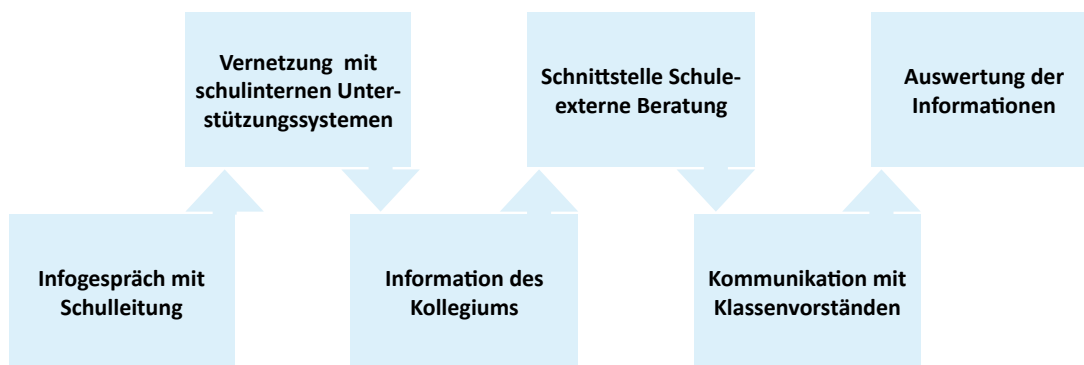 Vernetzung mit
schulinternen Unter-
stützungssystemen
Schnittstelle Schule-
externe Beratung
Auswertung der
Informationen
Infogespräch mit
Schulleitung
Information des
Kollegiums
Kommunikation mit
Klassenvorständen